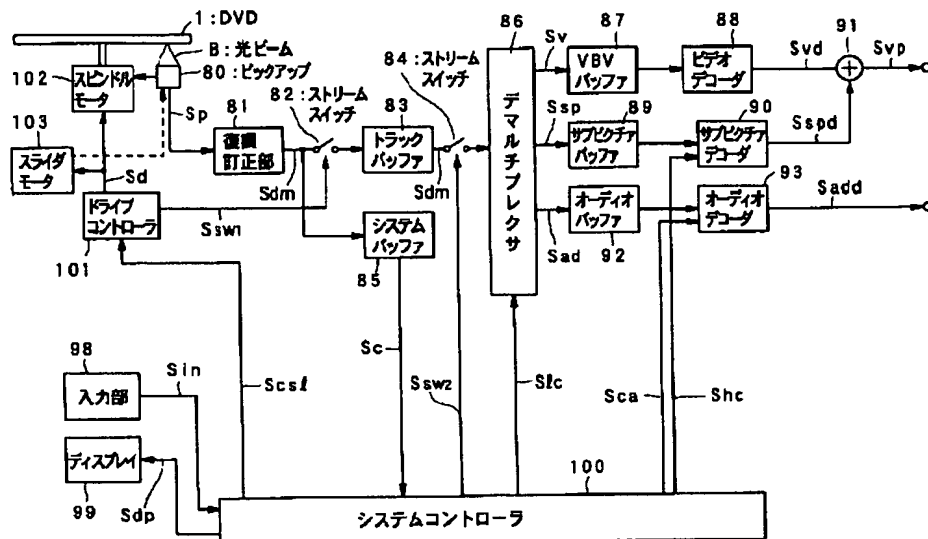 1:DVD
B:光ビーム
80:ピックアップ
102
スピンドル
モータ
103
スライダ
モータ
Sp
Sd
ドライブ
コントローラ
101
81
復調
訂正部
82:ストリーム
スイッチ
Sdm
Ssw1
83
トラック
バッファ
84:ストリーム
スイッチ
Sdm
システム
バッファ
85
86
デマルチプレクサ
Sv
87
VBV
バッファ
88
ビデオ
デコーダ
Svd
91
Svp
Ssp
89
サブピクチャ
バッファ
90
サブピクチャ
デコーダ
Sspd
Sad
オーディオ
バッファ
92
93
オーディオ
デコーダ
Sadd
98
入力部
Sin
ディスプレイ
99
Sdp
Scsl
Sc
Ssw2
Slc
Sca
Shc
100
システムコントローラ